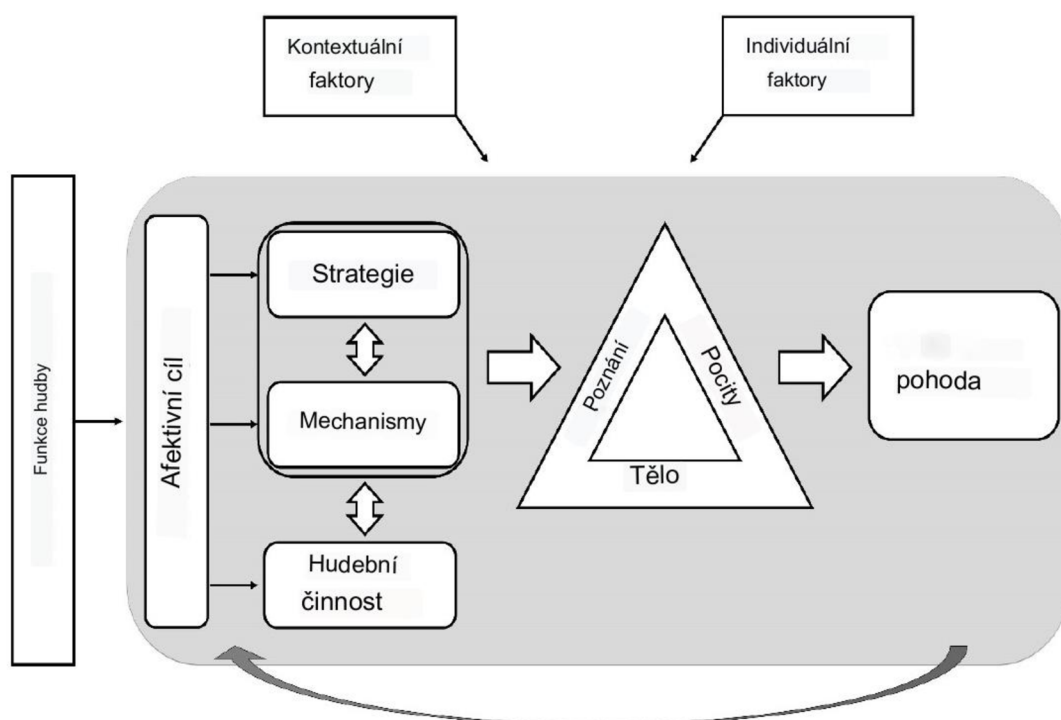 Kontextuální
faktory
Individuální
faktory
Funkce hudby
Afektivní cíl
Strategie
Mechanismy
Hudební
činnost
Poznání
Pocity
Tělo
pohoda